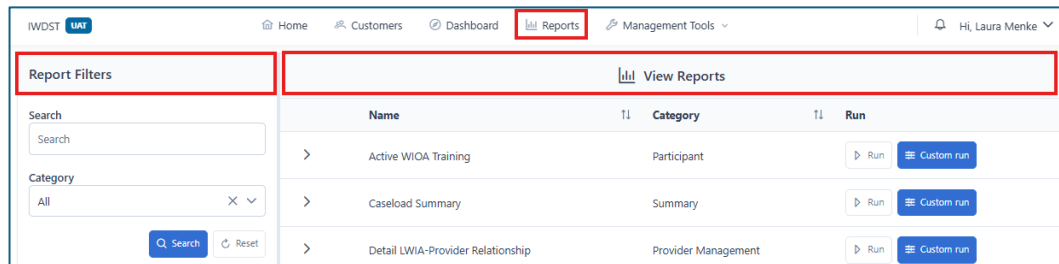 IWDST UAT Home Customers Dashboard Reports Management Tools Hi, Laura Menke
Report Filters
View Reports
Search
Search
Category
All
Search Reset
Name Category Run
Active WIOA Training Participant Run Custom run
Caseload Summary Summary Run Custom run
Detail LWIA-Provider Relationship Provider Management Run Custom run